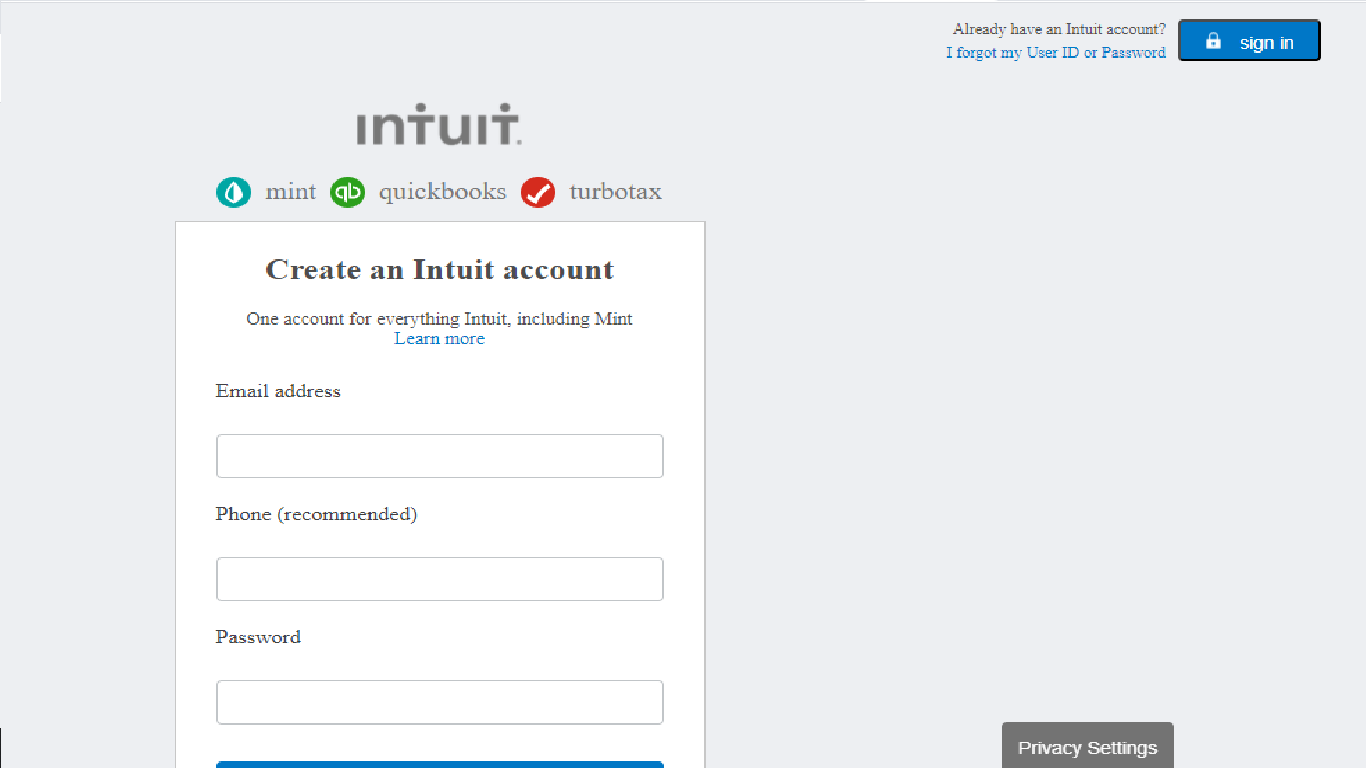 Already have an Intuit account?
I forgot my User ID or Password
sign in
intuit.
mint
qb
quickbooks
turbotax
Create an Intuit account
One account for everything Intuit, including Mint
Learn more
Email address
Phone (recommended)
Password
Privacy Settings